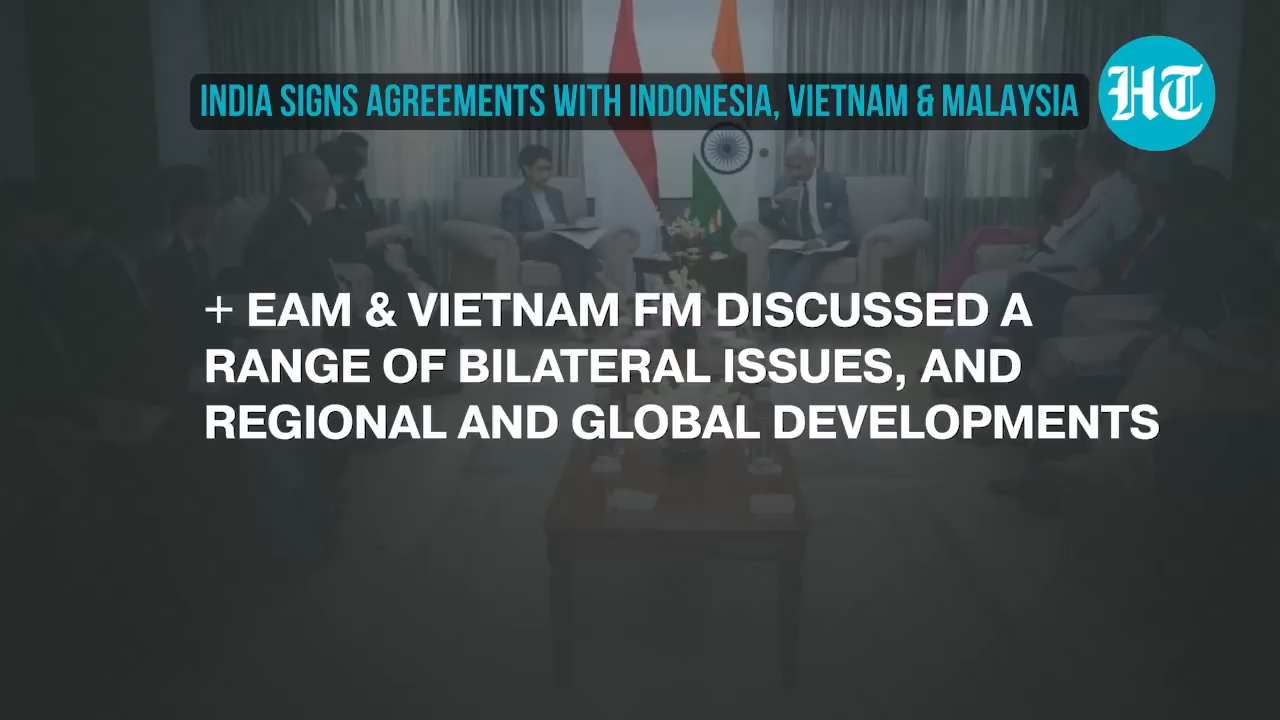 INDIA SIGNS AGREEMENTS WITH INDONESIA, VIETNAM & MALAYSIA
HT
+ EAM & VIETNAM FM DISCUSSED A
RANGE OF BILATERAL ISSUES, AND
REGIONAL AND GLOBAL DEVELOPMENTS